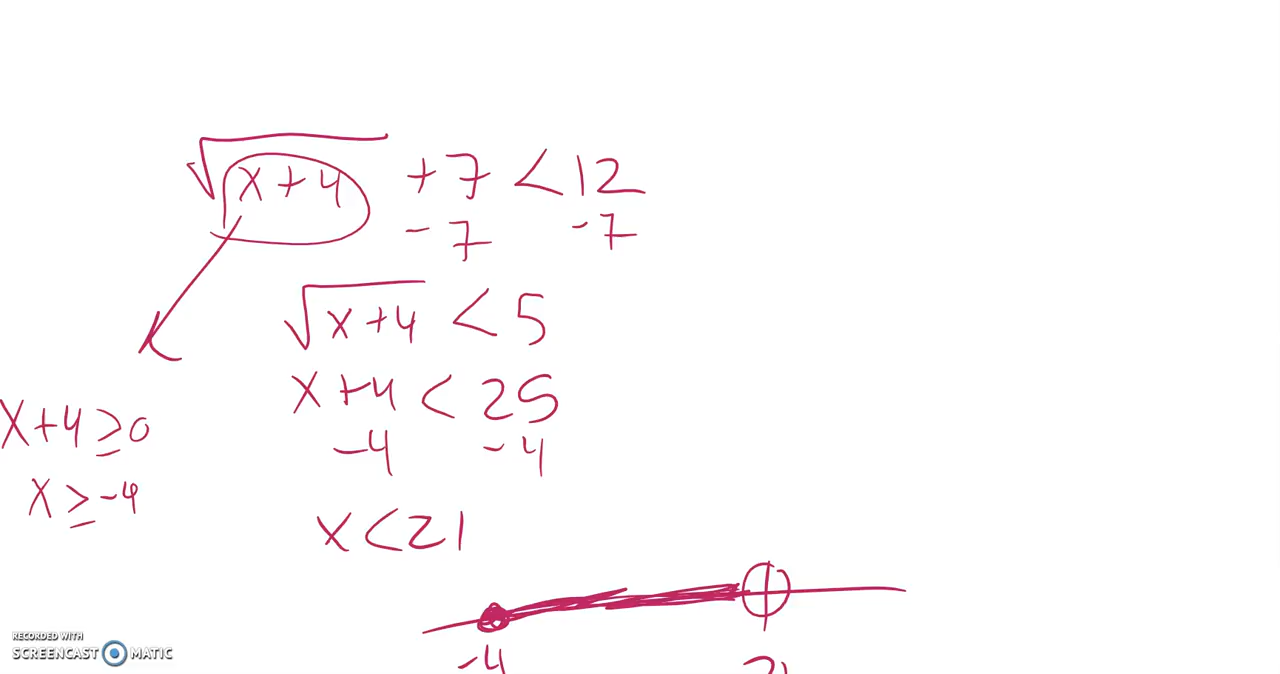 √x+4 +7 < 12
-7 -7
√x+4 < 5
x+4 < 25
-4 -4
x+4 ≥ 0
x ≥ -4
x < 21
-4
RECORDED WITH
SCREENCAST MATIC